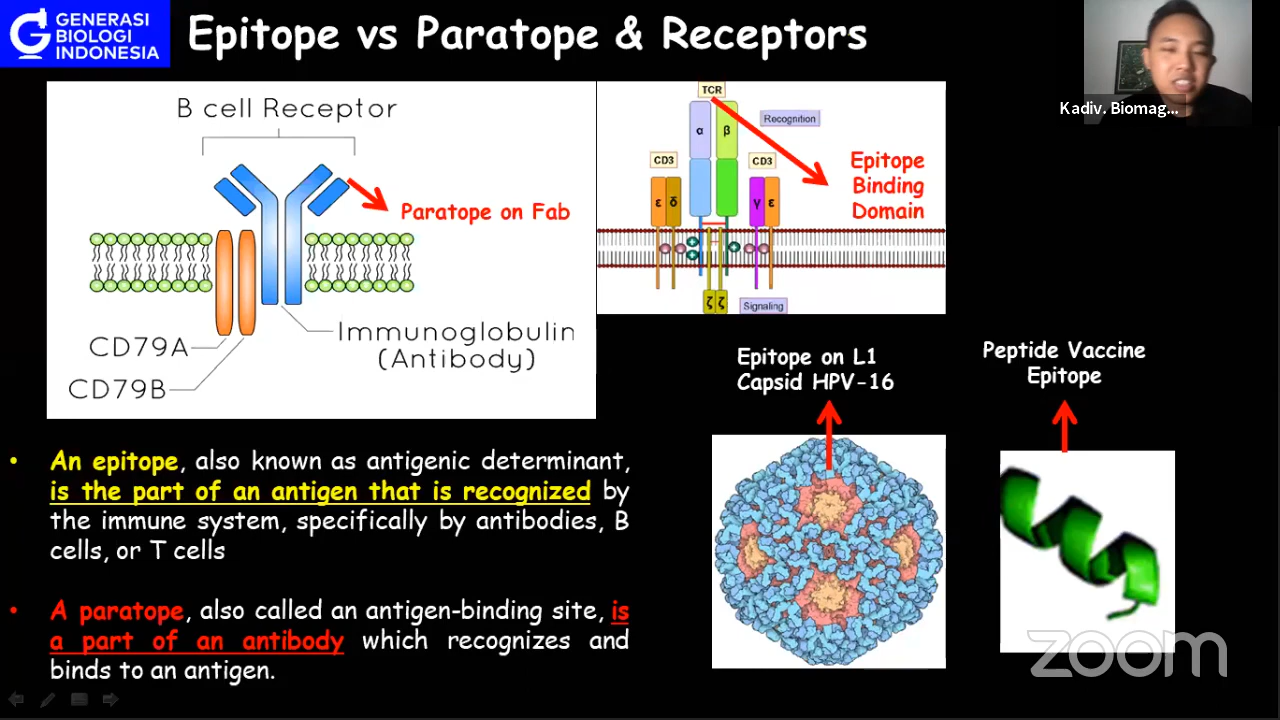 GENERASI
BIOLOGI
INDONESIA
Epitope vs Paratope & Receptors
Kadiv. Biomag...
B cell Receptor
Paratope on Fab
CD79A
CD79B
Immunoglobulin
(Antibody)
TCR
Recognition
α
β
CD3
CD3
ε
δ
γ
ε
ζ
ζ
Signaling
Epitope
Binding
Domain
Epitope on L1
Capsid HPV-16
Peptide Vaccine
Epitope
• An epitope, also known as antigenic determinant,
is the part of an antigen that is recognized by
the immune system, specifically by antibodies, B
cells, or T cells
• A paratope, also called an antigen-binding site, is
a part of an antibody which recognizes and
binds to an antigen.
zoom